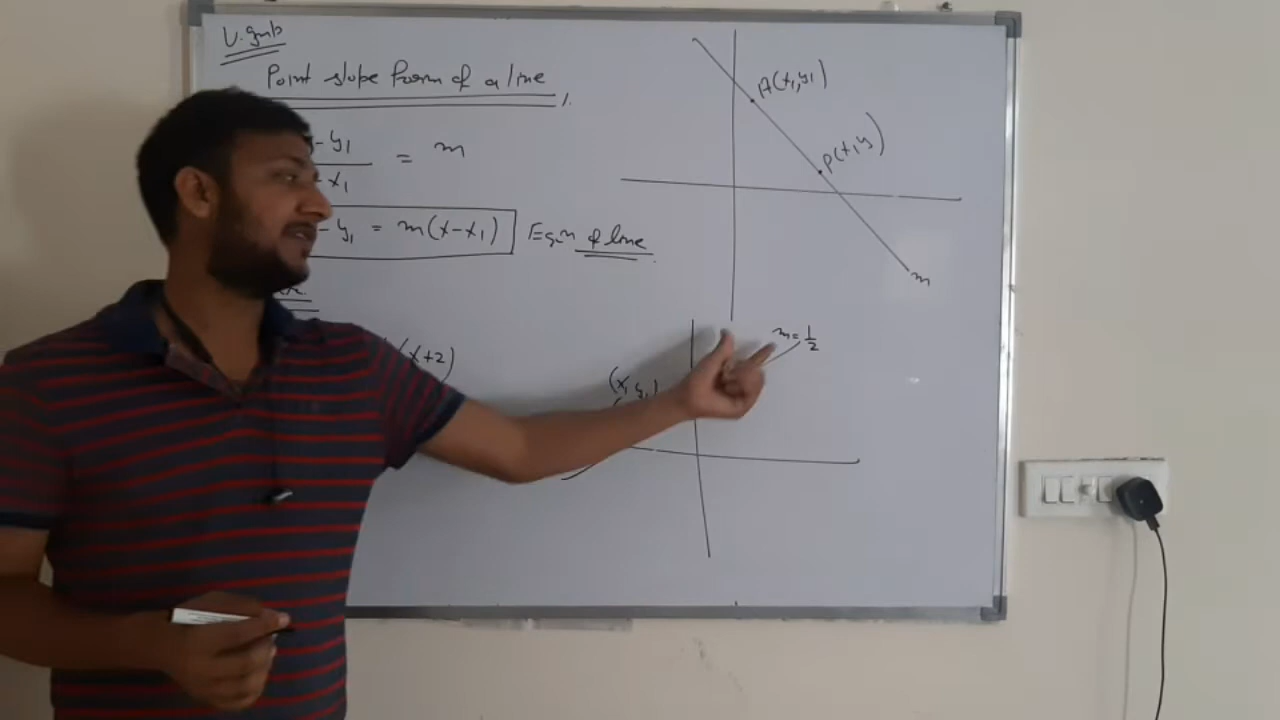 V. Gmb
Point slope form of a line
- y1
= m
- x1
- y1 = m(x-x1) Eqn of line
(x+2)
A(x1,y1)
P(x,y)
m
m = 1/2
(x1 y1)